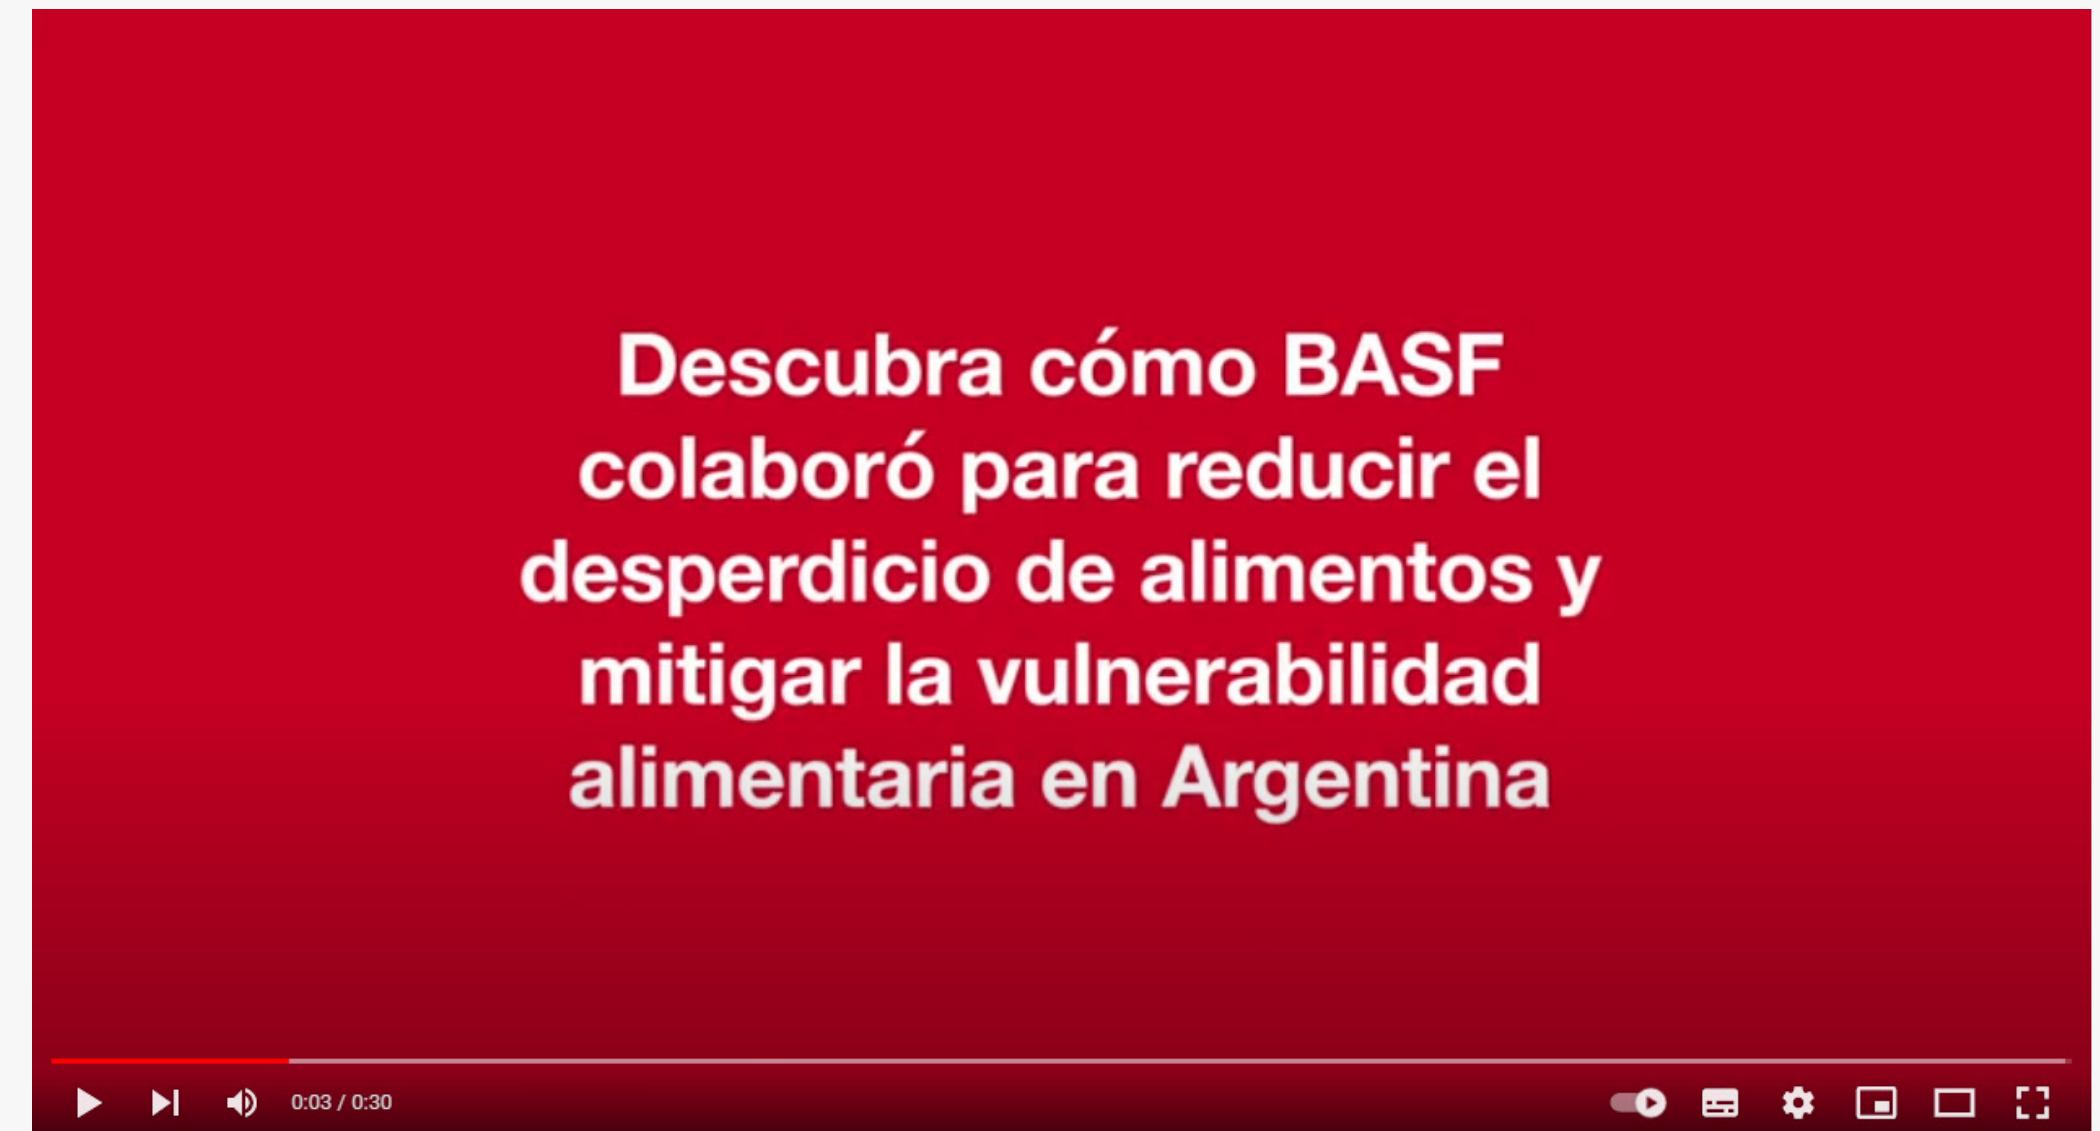 Descubra cómo BASF
colaboró para reducir el
desperdicio de alimentos y
mitigar la vulnerabilidad
alimentaria en Argentina
0:03 / 0:30